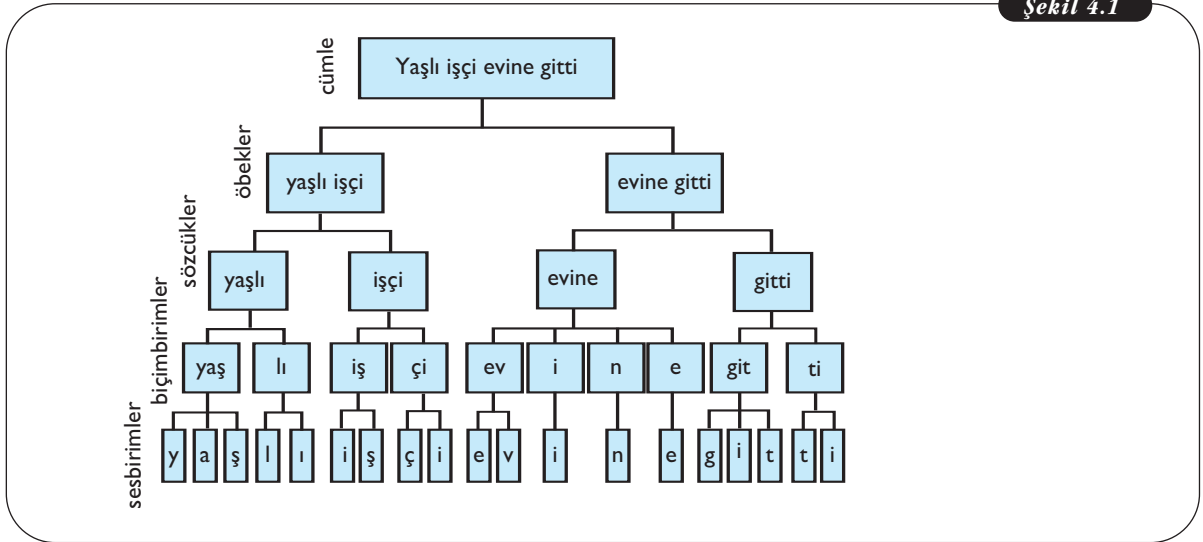 Şekil 4.1
cümle
Yaşlı işçi evine gitti
öbekler
yaşlı işçi
evine gitti
sözcükler
yaşlı
işçi
evine
gitti
biçimbirimler
yaş
lı
iş
çi
ev
i
n
e
git
ti
sesbirimler
y
a
ş
l
ı
i
ş
ç
i
e
v
i
n
e
g
i
t
t
i